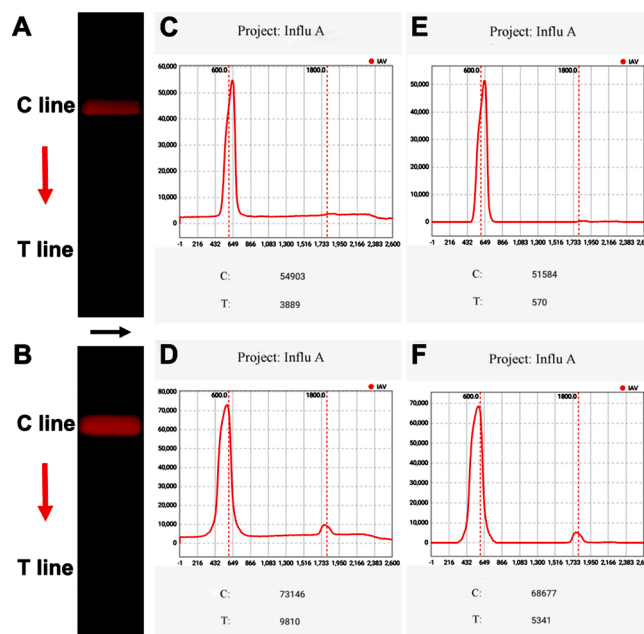 A
C line
T line
B
C line
T line
C
Project: Influ A
IAV
600.0
1800.0
60,000
50,000
40,000
30,000
20,000
10,000
0
-1 216 432 649 866 1,083 1,300 1,516 1,733 1,950 2,166 2,383 2,600
C: 54903
T: 3889
D
Project: Influ A
IAV
600.0
1800.0
80,000
70,000
60,000
50,000
40,000
30,000
20,000
10,000
0
-1 216 432 649 866 1,083 1,300 1,516 1,733 1,950 2,166 2,383 2,600
C: 73146
T: 9810
E
Project: Influ A
IAV
600.0
1800.0
50,000
40,000
30,000
20,000
10,000
0
-1 216 432 649 866 1,083 1,300 1,516 1,733 1,950 2,166 2,383
C: 51584
T: 570
F
Project: Influ A
IAV
600.0
1800.0
70,000
60,000
50,000
40,000
30,000
20,000
10,000
0
-1 216 432 649 866 1,083 1,300 1,516 1,733 1,950 2,166 2,383
C: 68677
T: 5341